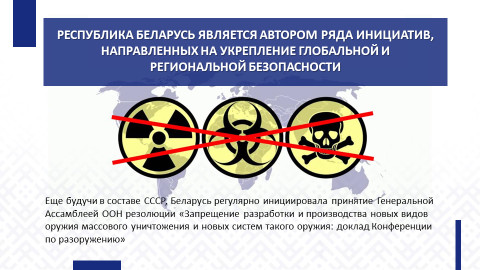 РЕСПУБЛИКА БЕЛАРУСЬ ЯВЛЯЕТСЯ АВТОРОМ РЯДА ИНИЦИАТИВ,
НАПРАВЛЕННЫХ НА УКРЕПЛЕНИЕ ГЛОБАЛЬНОЙ И
РЕГИОНАЛЬНОЙ БЕЗОПАСНОСТИ
Еще будучи в составе СССР, Беларусь регулярно инициировала принятие Генеральной
Ассамблеей ООН резолюции «Запрещение разработки и производства новых видов
оружия массового уничтожения и новых систем такого оружия: доклад Конференции
по разоружению»